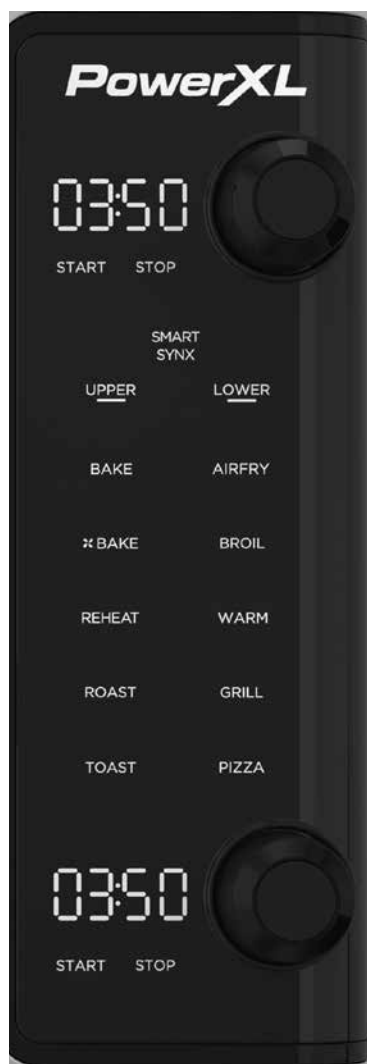 PowerXL
03:50
START STOP
SMART
SYNX
UPPER LOWER
BAKE AIRFRY
BAKE BROIL
REHEAT WARM
ROAST GRILL
TOAST PIZZA
03:50
START STOP